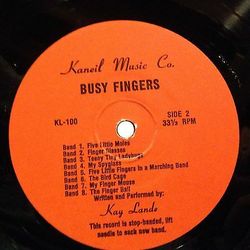 Kaneil Music Co.
BUSY FINGERS
KL-100
SIDE 2
33⅓ RPM
Band 1. Five Little Moles
Band 2. Finger Glasses
Band 3. Teeny Tiny Ladybugs
Band 4. My Spyglass
Band 5. Five Little Fingers in a Marching Band
Band 6. The Bird Cage
Band 7. My Finger Mouse
Band 8. The Finger Ball
Written and Performed by:
Kay Lande
This record is stop-banded, lift
needle to each new band.